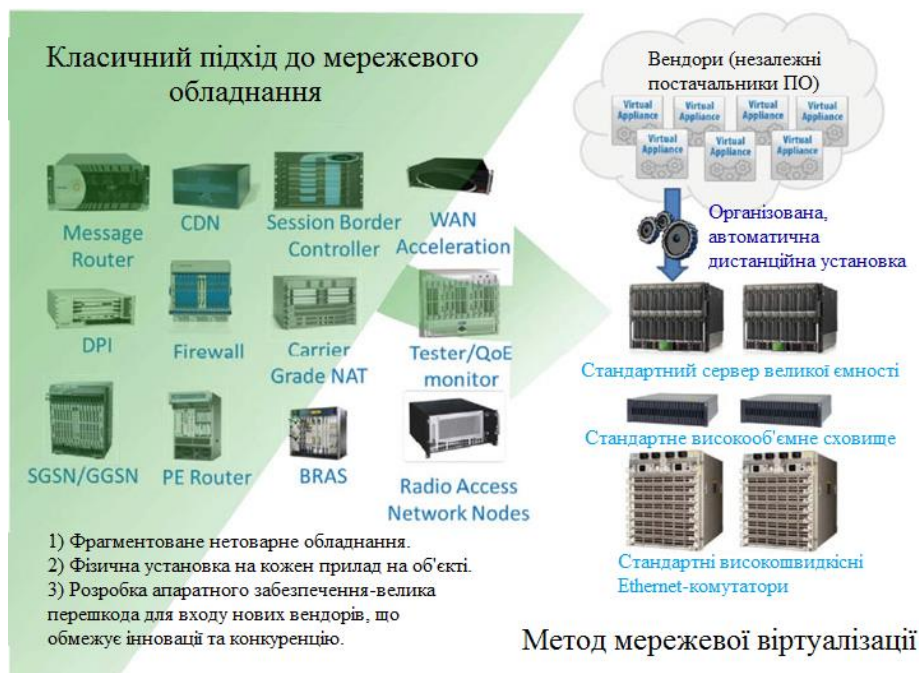 Класичний підхід до мережевого
обладнання
Message
Router
CDN
Session Border
Controller
WAN
Acceleration
DPI
Firewall
Carrier
Grade NAT
Tester/QoE
monitor
SGSN/GGSN
PE Router
BRAS
Radio Access
Network Nodes
1) Фрагментоване нетоварне обладнання.
2) Фізична установка на кожен прилад на об'єкті.
3) Розробка апаратного забезпечення-велика
перешкода для входу нових вендорів, що
обмежує інновації та конкуренцію.
Вендори (незалежні
постачальники ПО)
Virtual
Appliance
Virtual
Appliance
Virtual
Appliance
Virtual
Appliance
Virtual
Appliance
Virtual
Appliance
Virtual
Appliance
Організована,
автоматична
дистанційна установка
Стандартний сервер великої ємності
Стандартне високооб'ємне сховище
Стандартні високошвидкісні
Ethernet-комутатори
Метод мережевої віртуалізації